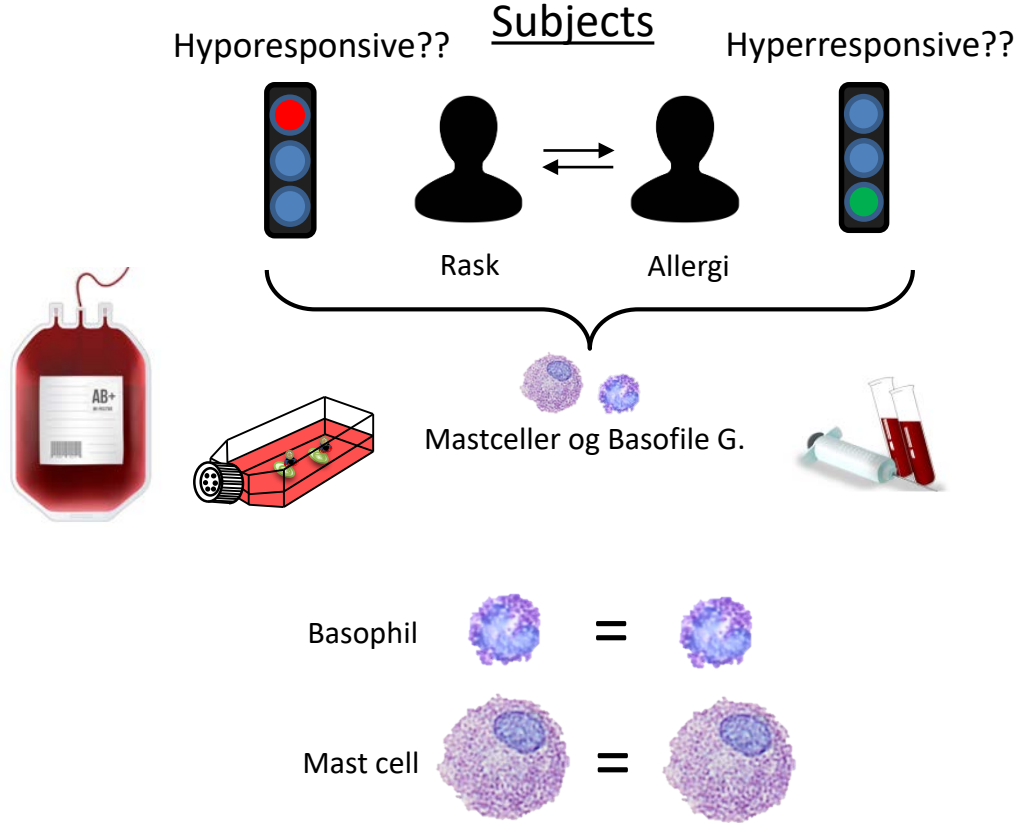 Subjects
Hyporesponsive??
Hyperresponsive??
Rask
Allergi
AB+
Mastceller og Basofile G.
Basophil
=
Mast cell
=